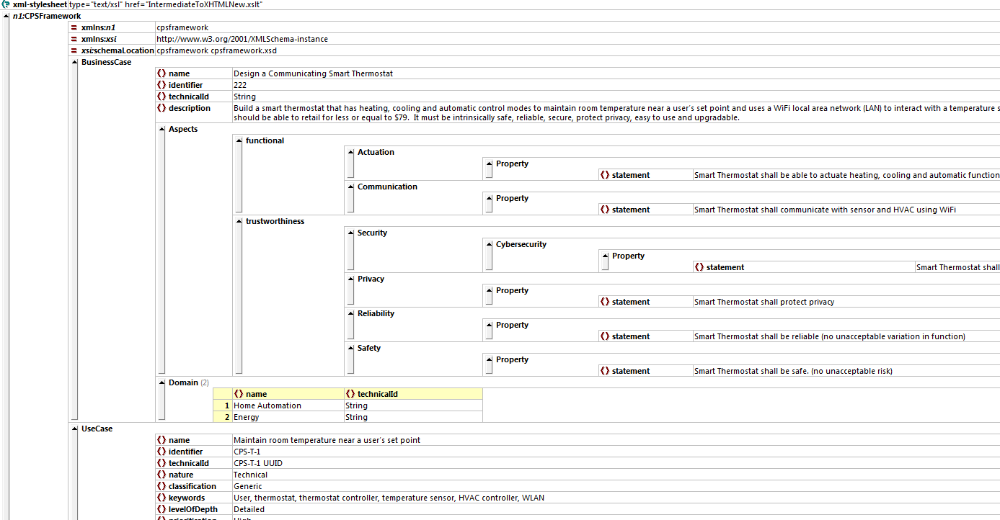 xml-stylesheet type="text/xsl" href="IntermediateToXHTMLNew.xslt"
n1:CPSFramework
= xmlns:n1 cpsframework
= xmlns:xsi http://www.w3.org/2001/XMLSchema-instance
= xsi:schemaLocation cpsframework cpsframework.xsd
BusinessCase
name Design a Communicating Smart Thermostat
identifier 222
technicalId String
description Build a smart thermostat that has heating, cooling and automatic control modes to maintain room temperature near a user's set point and uses a WiFi local area network (LAN) to interact with a temperature s
should be able to retail for less or equal to $79. It must be intrinsically safe, reliable, secure, protect privacy, easy to use and upgradable.
Aspects
functional
Actuation
Property
statement Smart Thermostat shall be able to actuate heating, cooling and automatic function
Communication
Property
statement Smart Thermostat shall communicate with sensor and HVAC using WiFi
trustworthiness
Security
Cybersecurity
Property
statement Smart Thermostat shall
Privacy
Property
statement Smart Thermostat shall protect privacy
Reliability
Property
statement Smart Thermostat shall be reliable (no unacceptable variation in function)
Safety
Property
statement Smart Thermostat shall be safe. (no unacceptable risk)
Domain (2)
name technicalId
1 Home Automation String
2 Energy String
UseCase
name Maintain room temperature near a user's set point
identifier CPS-T-1
technicalId CPS-T-1 UUID
nature Technical
classification Generic
keywords User, thermostat, thermostat controller, temperature sensor, HVAC controller, WLAN
levelOfDepth Detailed
prioritisation High